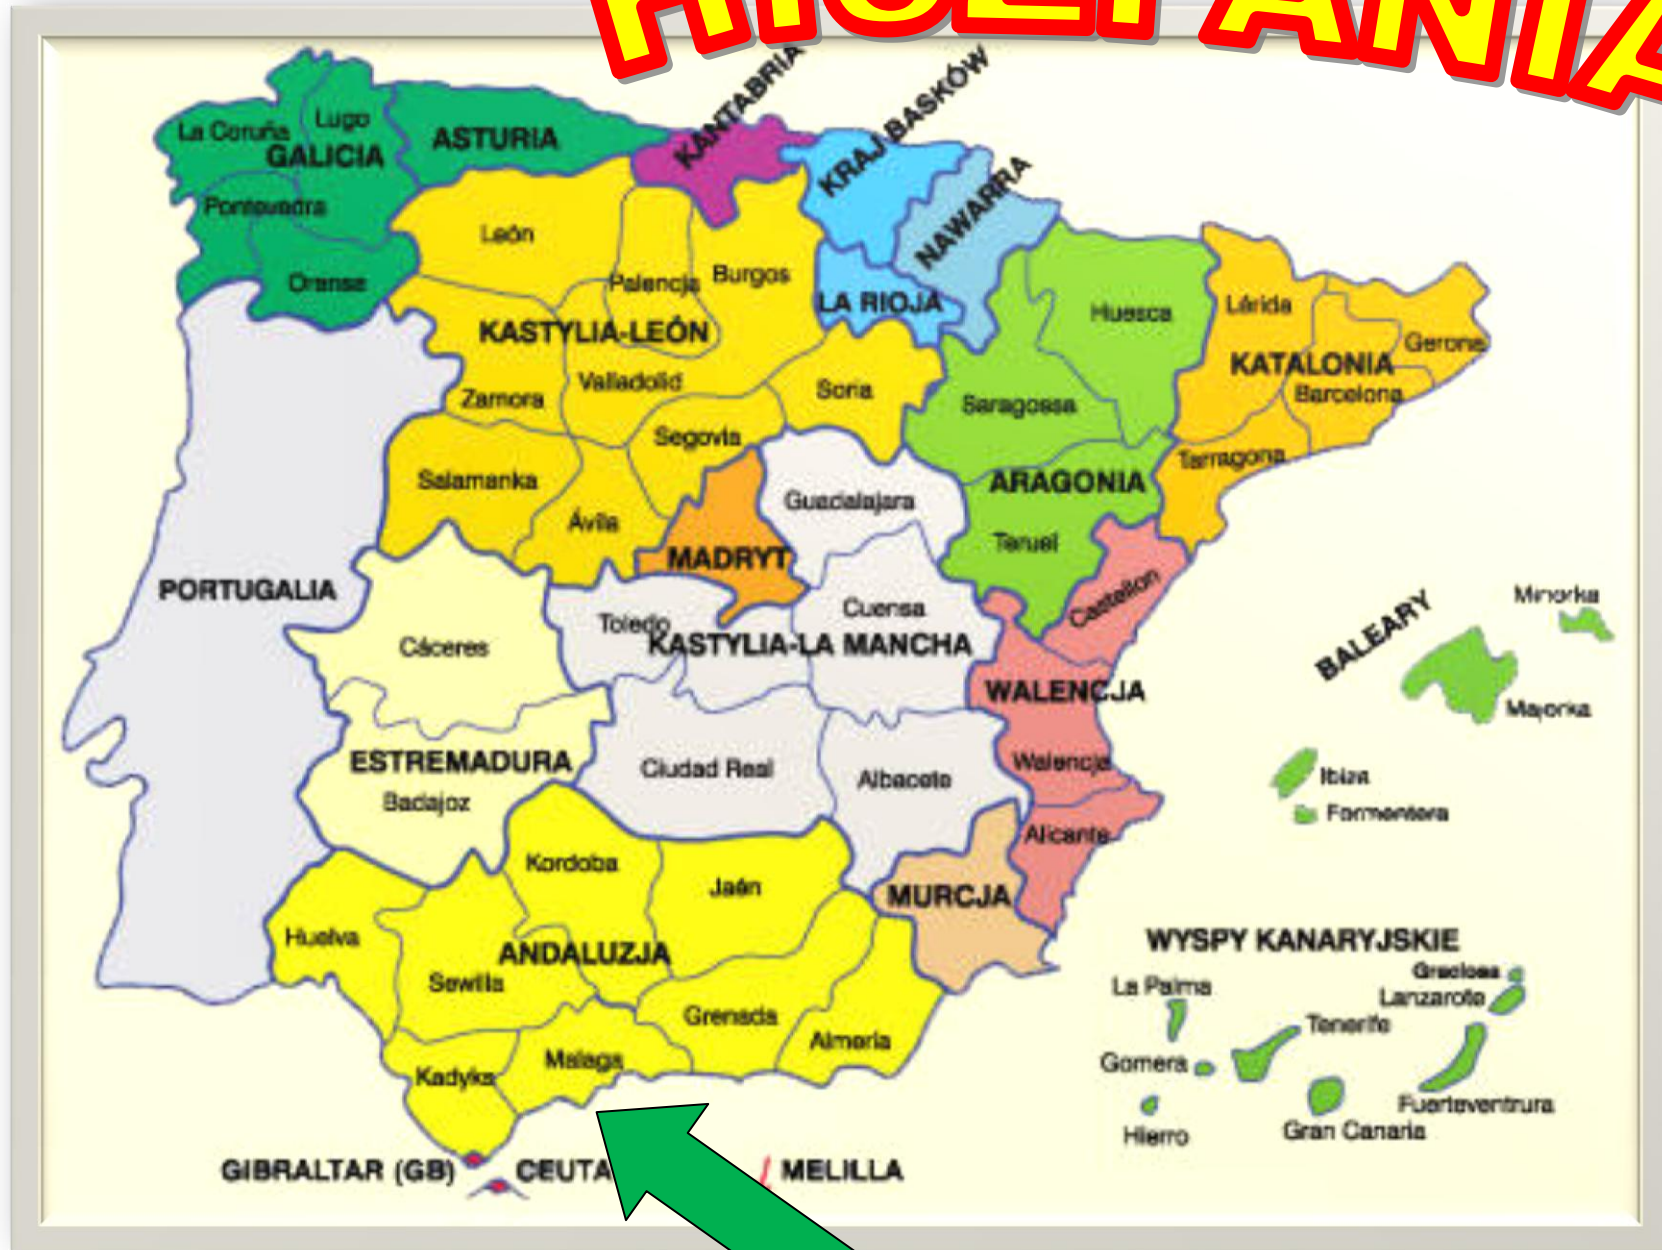 HISZPANIA
KANTABRIA
KRAJ BASKÓW
La Coruña
Lugo
GALICIA
ASTURIA
NAWARRA
Pontevedra
Orense
León
Palencja
Burgos
LA RIOJA
Huesca
Lérida
Gerona
KASTYLIA-LEÓN
KATALONIA
Valladolid
Zamora
Soria
Saragossa
Barcelona
Segovia
Tarragona
Salamanka
Ávila
Guadalajara
ARAGONIA
Teruel
MADRYT
PORTUGALIA
Castellon
Cuensa
Toledo
KASTYLIA-LA MANCHA
Cáceres
WALENCJA
BALEARY
Minorka
Majorka
Ibiza
Formentera
ESTREMADURA
Badajoz
Ciudad Real
Albacete
Walencja
Alicante
Kordoba
Jaén
MURCJA
Huelva
ANDALUZJA
Sewilla
Grenada
Almeria
Malaga
Kadyks
WYSPY KANARYJSKIE
Graciosa
La Palma
Lanzarote
Tenerife
Gomera
Fuerteventrura
Hierro
Gran Canaria
GIBRALTAR (GB)
CEUTA
MELILLA